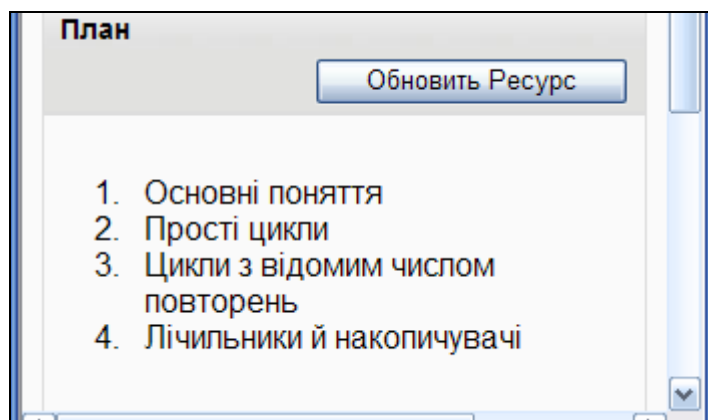 План
Обновить Ресурс
1. Основні поняття
2. Прості цикли
3. Цикли з відомим числом
повторень
4. Лічильники й накопичувачі